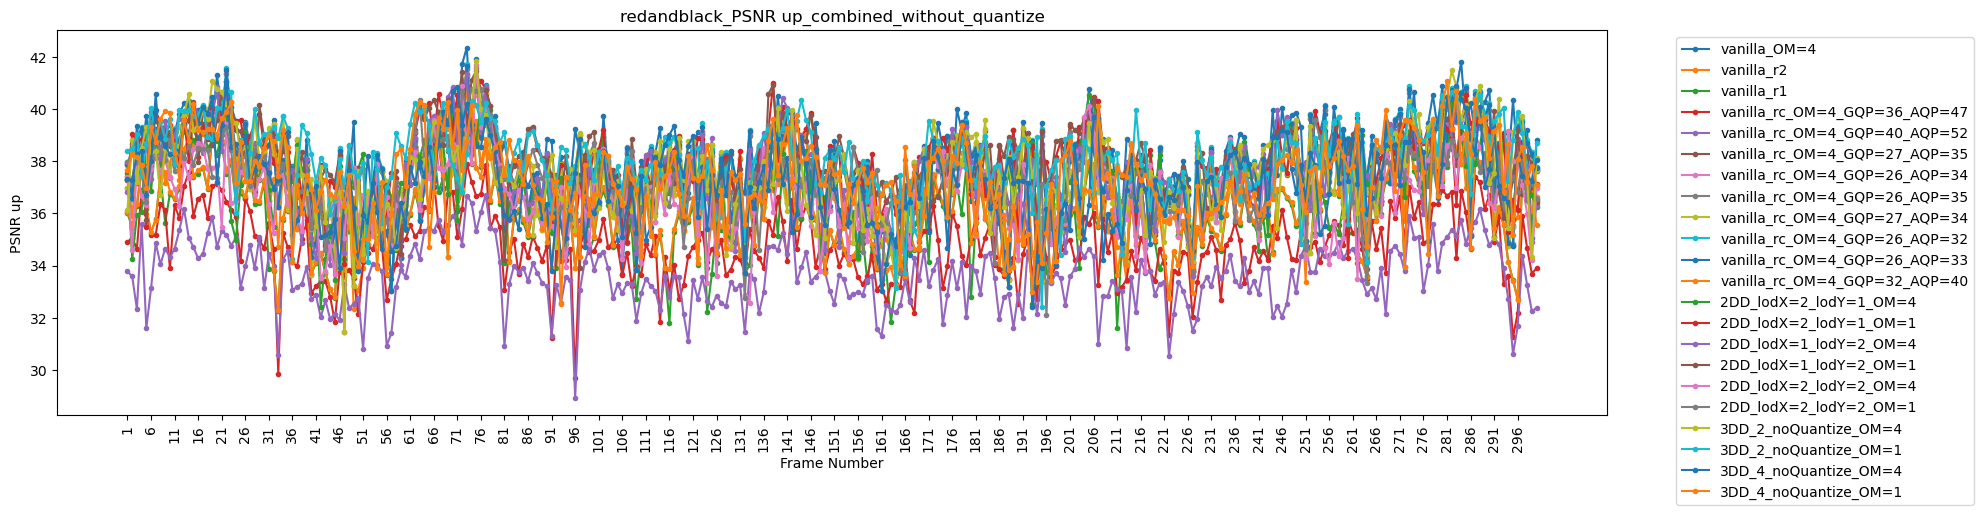 redandblack_PSNR up_combined_without_quantize
PSNR up
42
40
38
36
34
32
30
1 6 11 16 21 26 31 36 41 46 51 56 61 66 71 76 81 86 91 96 101 106 111 116 121 126 131 136 141 146 151 156 161 166 171 176 181 186 191 196 201 206 211 216 221 226 231 236 241 246 251 256 261 266 271 276 281 286 291 296
Frame Number
vanilla_OM=4
vanilla_r2
vanilla_r1
vanilla_rc_OM=4_GQP=36_AQP=47
vanilla_rc_OM=4_GQP=40_AQP=52
vanilla_rc_OM=4_GQP=27_AQP=35
vanilla_rc_OM=4_GQP=26_AQP=34
vanilla_rc_OM=4_GQP=26_AQP=35
vanilla_rc_OM=4_GQP=27_AQP=34
vanilla_rc_OM=4_GQP=26_AQP=32
vanilla_rc_OM=4_GQP=26_AQP=33
vanilla_rc_OM=4_GQP=32_AQP=40
2DD_lodX=2_lodY=1_OM=4
2DD_lodX=2_lodY=1_OM=1
2DD_lodX=1_lodY=2_OM=4
2DD_lodX=1_lodY=2_OM=1
2DD_lodX=2_lodY=2_OM=4
2DD_lodX=2_lodY=2_OM=1
3DD_2_noQuantize_OM=4
3DD_2_noQuantize_OM=1
3DD_4_noQuantize_OM=4
3DD_4_noQuantize_OM=1